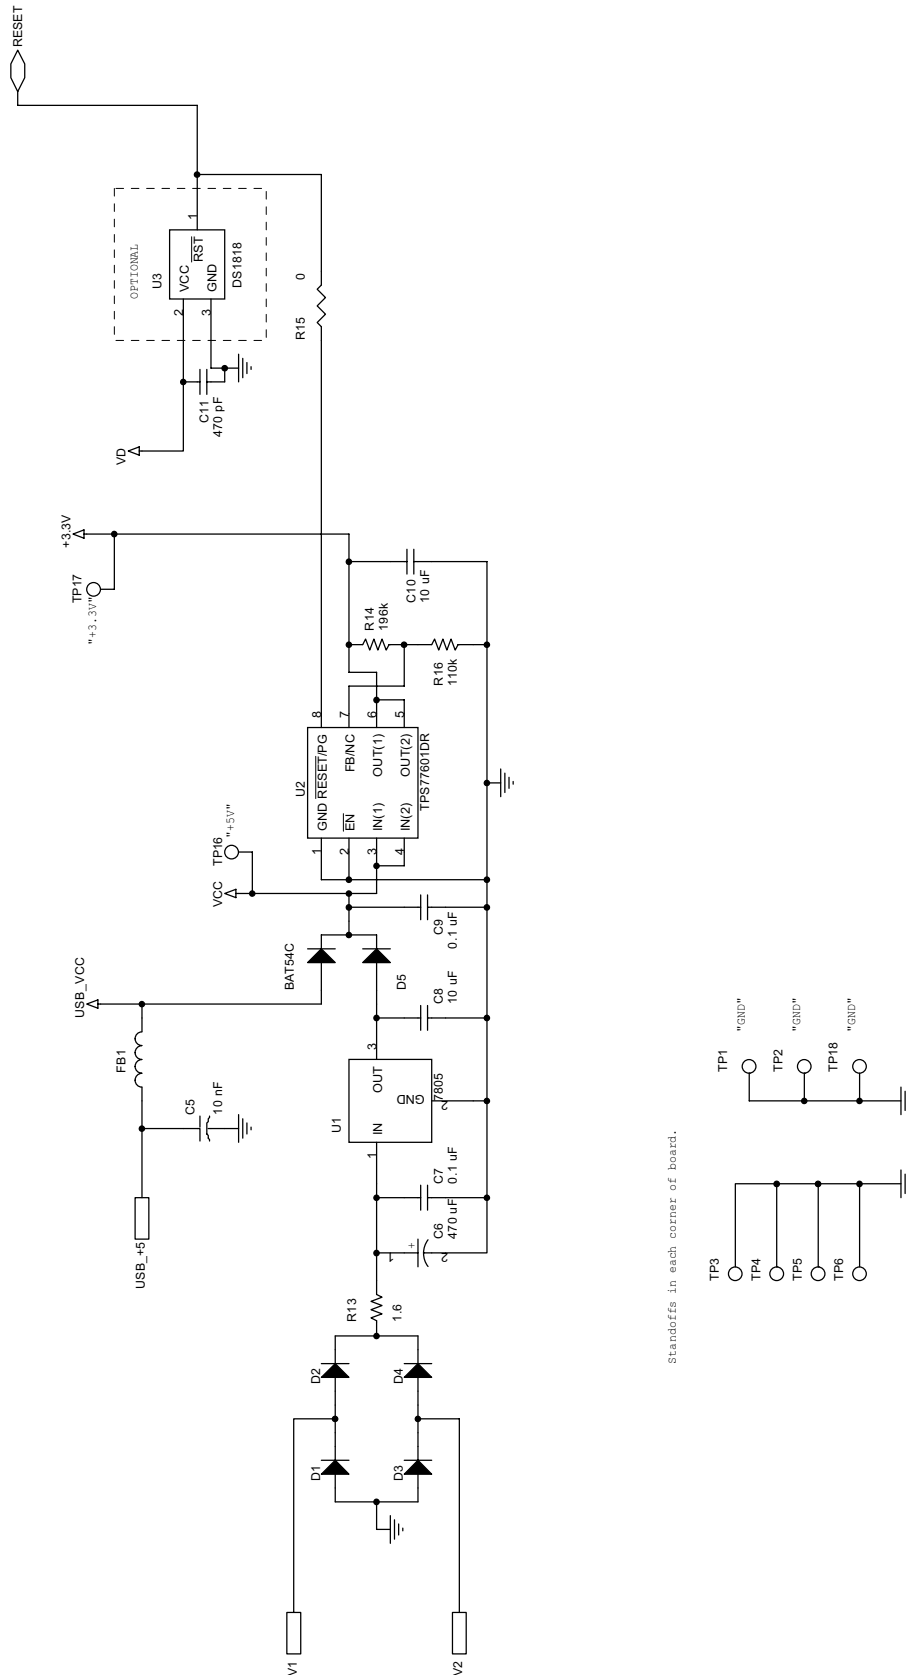 RESET
OPTIONAL
U3
VCC
RST
GND
DS1818
1
2
3
C11
470 pF
VD
R15
0
+3.3V
TP17
"+3.3V"
C10
10 uF
R14
196k
R16
110k
U2
GND
RESET/PG
EN
FB/NC
IN(1)
OUT(1)
IN(2)
OUT(2)
TPS77601DR
1
2
3
4
8
7
6
5
TP16
"+5V"
VCC
C9
0.1 uF
BAT54C
D5
USB_VCC
FB1
C5
10 nF
USB_+5
C8
10 uF
U1
IN
OUT
GND
7805
1
3
2
C7
0.1 uF
C6
470 uF
1
+
2
R13
1.6
D2
D4
D1
D3
V1
V2
Standoffs in each corner of board.
TP3
TP4
TP5
TP6
TP1
"GND"
TP2
"GND"
TP18
"GND"